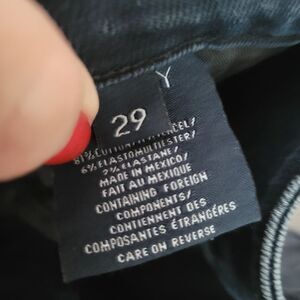 Y
29
6% ELASTOMULTIESTER/
2% ELASTANE/
MADE IN MEXICO/
FAIT AU MEXIQUE
CONTAINING FOREIGN
COMPONENTS/
CONTIENNENT DES
COMPOSANTES ÉTRANGÈRES
CARE ON REVERSE